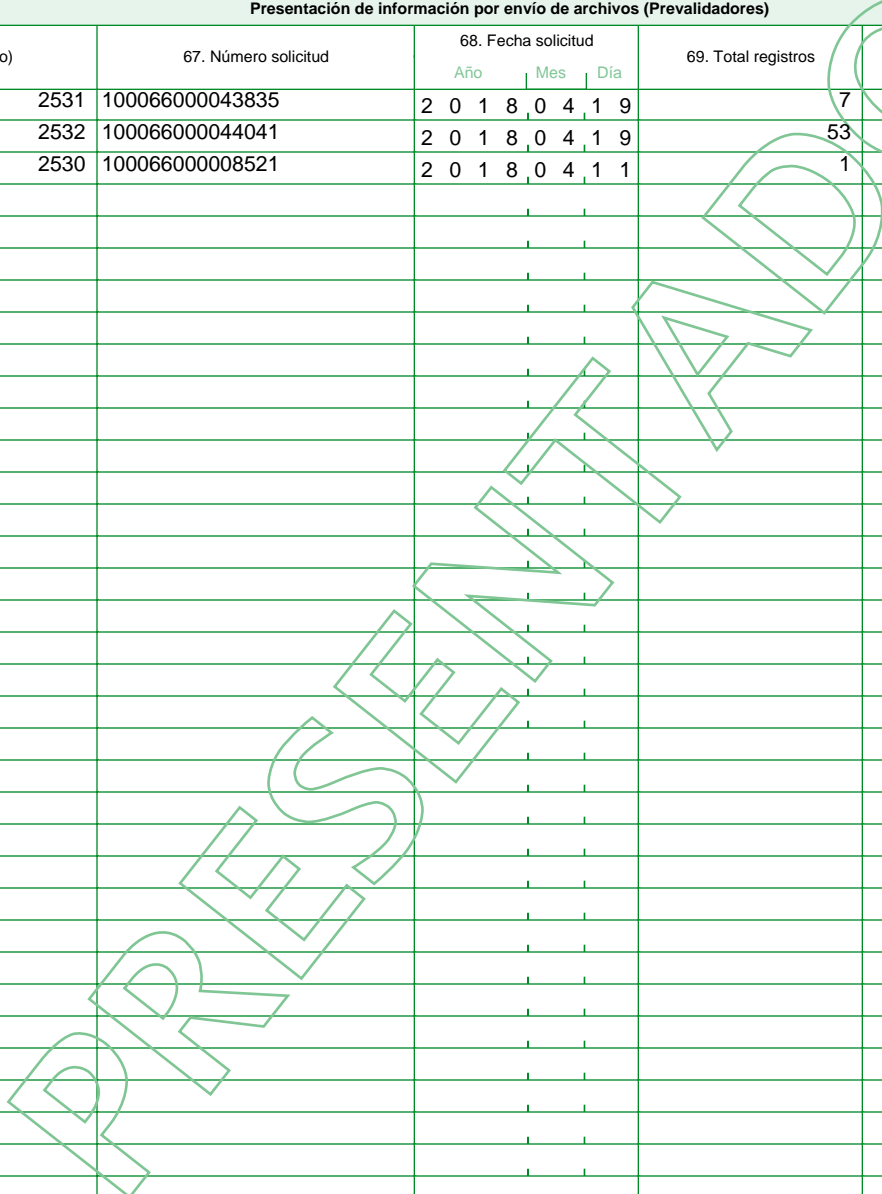 Presentación de información por envío de archivos (Prevalidadores)
o) 67. Número solicitud 68. Fecha solicitud 69. Total registros
Año Mes Día
2531 100066000043835 2 0 1 8 0 4 1 9 7
2532 100066000044041 2 0 1 8 0 4 1 9 53
2530 100066000008521 2 0 1 8 0 4 1 1 1
PRESENTADO